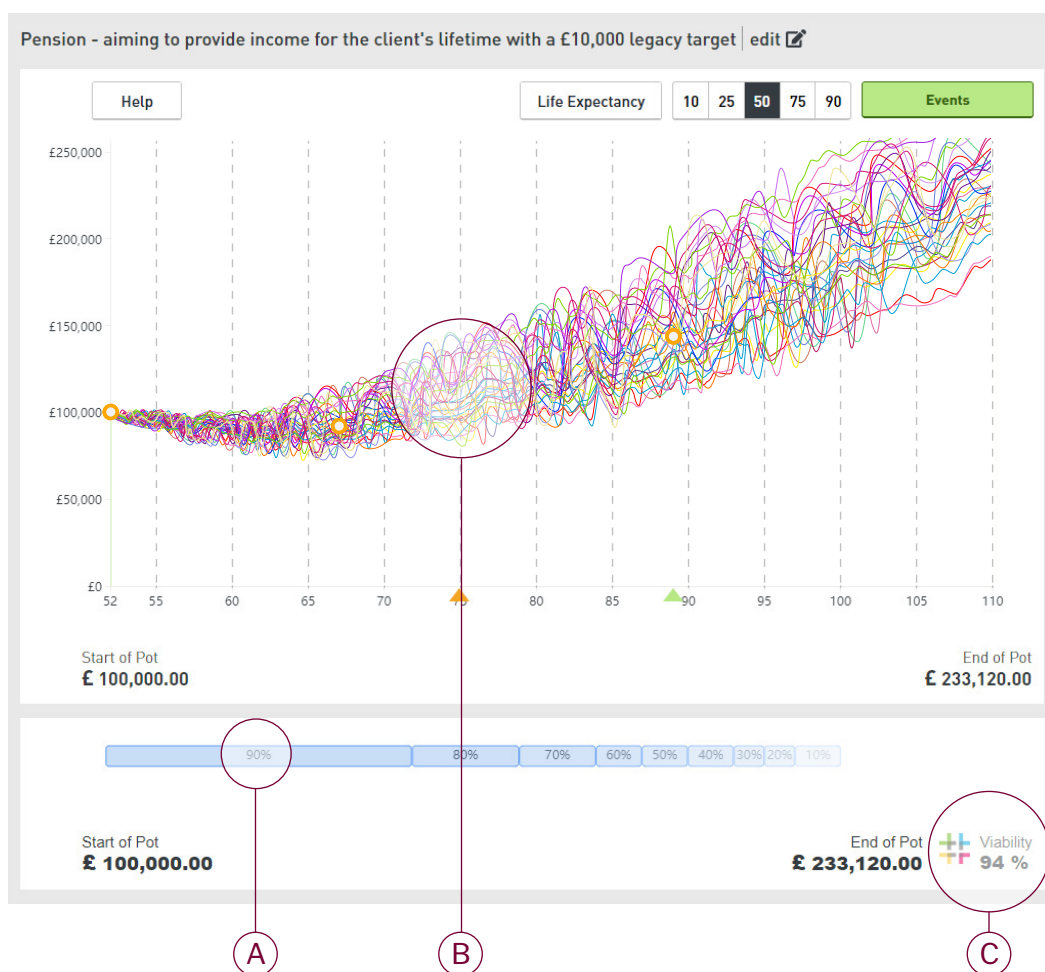 Pension - aiming to provide income for the client's lifetime with a £10,000 legacy target | edit
Help
Life Expectancy 10 25 50 75 90 Events
£250,000
£200,000
£150,000
£100,000
£50,000
£0
52 55 60 65 70 75 80 85 90 95 100 105 110
Start of Pot End of Pot
£ 100,000.00 £ 233,120.00
90% 80% 70% 60% 50% 40% 30% 20% 10%
Start of Pot End of Pot Viability
£ 100,000.00 £ 233,120.00 94 %
A B C